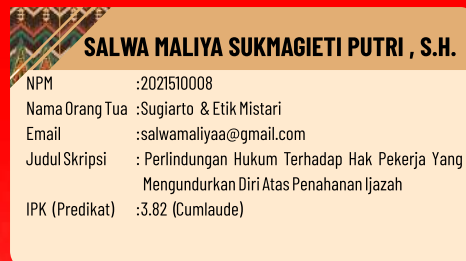 SALWA MALIYA SUKMAGIETI PUTRI , S.H.
NPM :2021510008
Nama Orang Tua :Sugiarto & Etik Mistari
Email :salwamaliyaa@gmail.com
Judul Skripsi : Perlindungan Hukum Terhadap Hak Pekerja Yang
Mengundurkan Diri Atas Penahanan Ijazah
IPK (Predikat) :3.82 (Cumlaude)